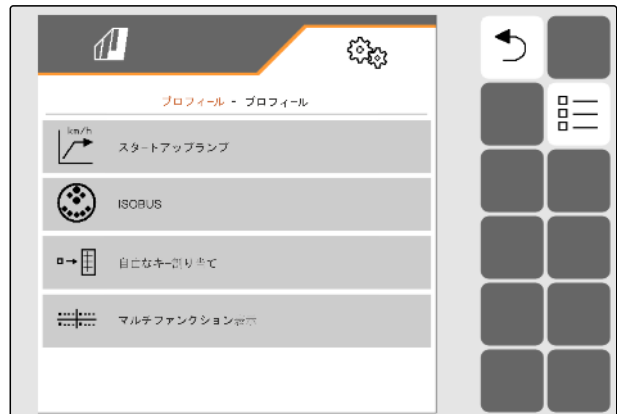 プロフィール - プロフィール
km/h
スタートアップランプ
ISOBUS
自由なキー割り当て
マルチファンクション表示